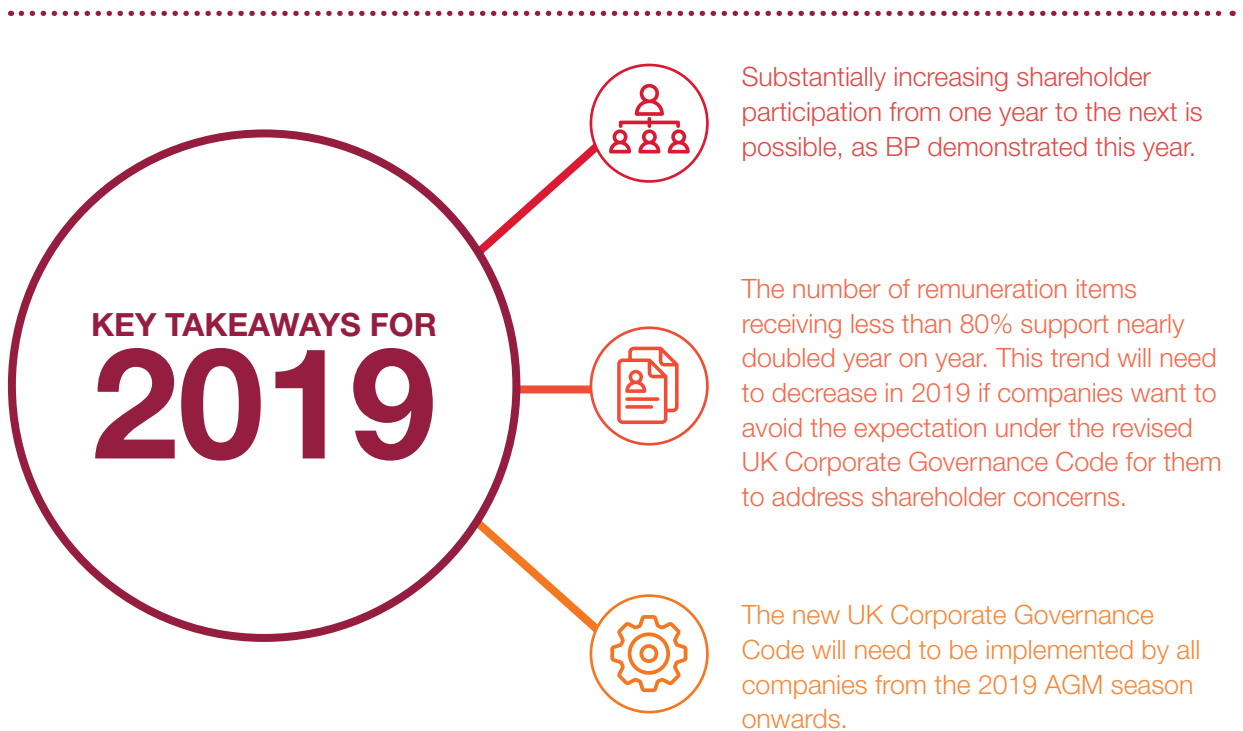 KEY TAKEAWAYS FOR
2019
Substantially increasing shareholder
participation from one year to the next is
possible, as BP demonstrated this year.
The number of remuneration items
receiving less than 80% support nearly
doubled year on year. This trend will need
to decrease in 2019 if companies want to
avoid the expectation under the revised
UK Corporate Governance Code for them
to address shareholder concerns.
The new UK Corporate Governance
Code will need to be implemented by all
companies from the 2019 AGM season
onwards.